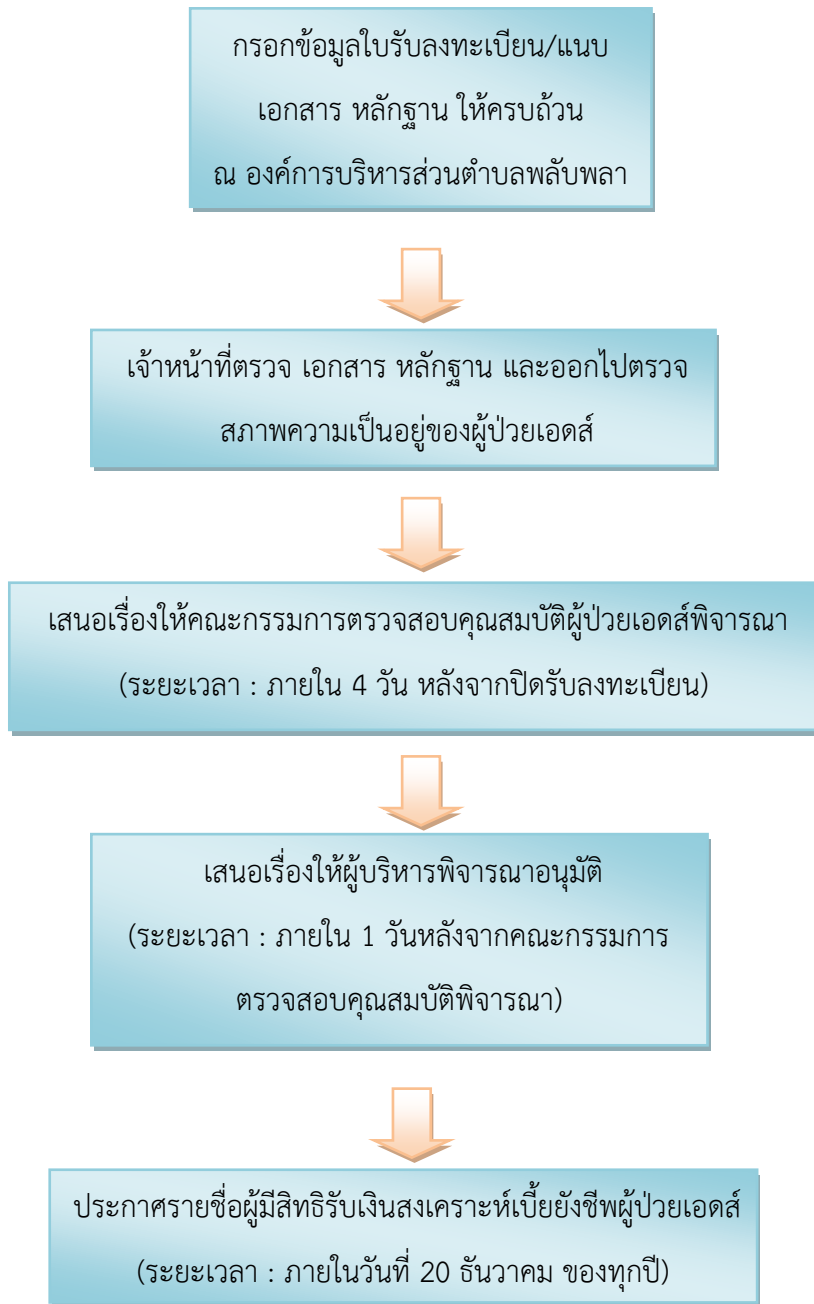 กรอกข้อมูลใบรับลงทะเบียน/แนบ
เอกสาร หลักฐาน ให้ครบถ้วน
ณ องค์การบริหารส่วนตำบลพลับพลา
เจ้าหน้าที่ตรวจ เอกสาร หลักฐาน และออกไปตรวจ
สภาพความเป็นอยู่ของผู้ป่วยเอดส์
เสนอเรื่องให้คณะกรรมการตรวจสอบคุณสมบัติผู้ป่วยเอดส์พิจารณา
(ระยะเวลา : ภายใน 4 วัน หลังจากปิดรับลงทะเบียน)
เสนอเรื่องให้ผู้บริหารพิจารณาอนุมัติ
(ระยะเวลา : ภายใน 1 วันหลังจากคณะกรรมการ
ตรวจสอบคุณสมบัติพิจารณา)
ประกาศรายชื่อผู้มีสิทธิรับเงินสงเคราะห์เบี้ยยังชีพผู้ป่วยเอดส์
(ระยะเวลา : ภายในวันที่ 20 ธันวาคม ของทุกปี)